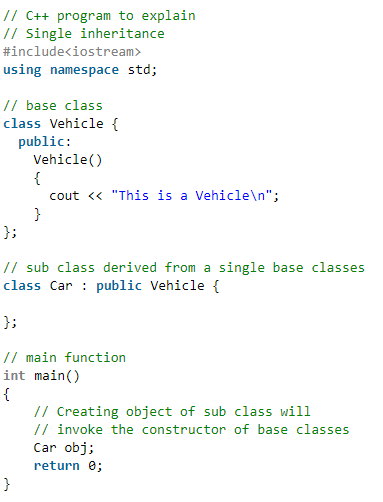 // C++ program to explain
// Single inheritance
#include<iostream>
using namespace std;

// base class
class Vehicle {
  public:
    Vehicle()
    {
      cout << "This is a Vehicle\n";
    }
};

// sub class derived from a single base classes
class Car : public Vehicle {

};

// main function
int main()
{
    // Creating object of sub class will
    // invoke the constructor of base classes
    Car obj;
    return 0;
}